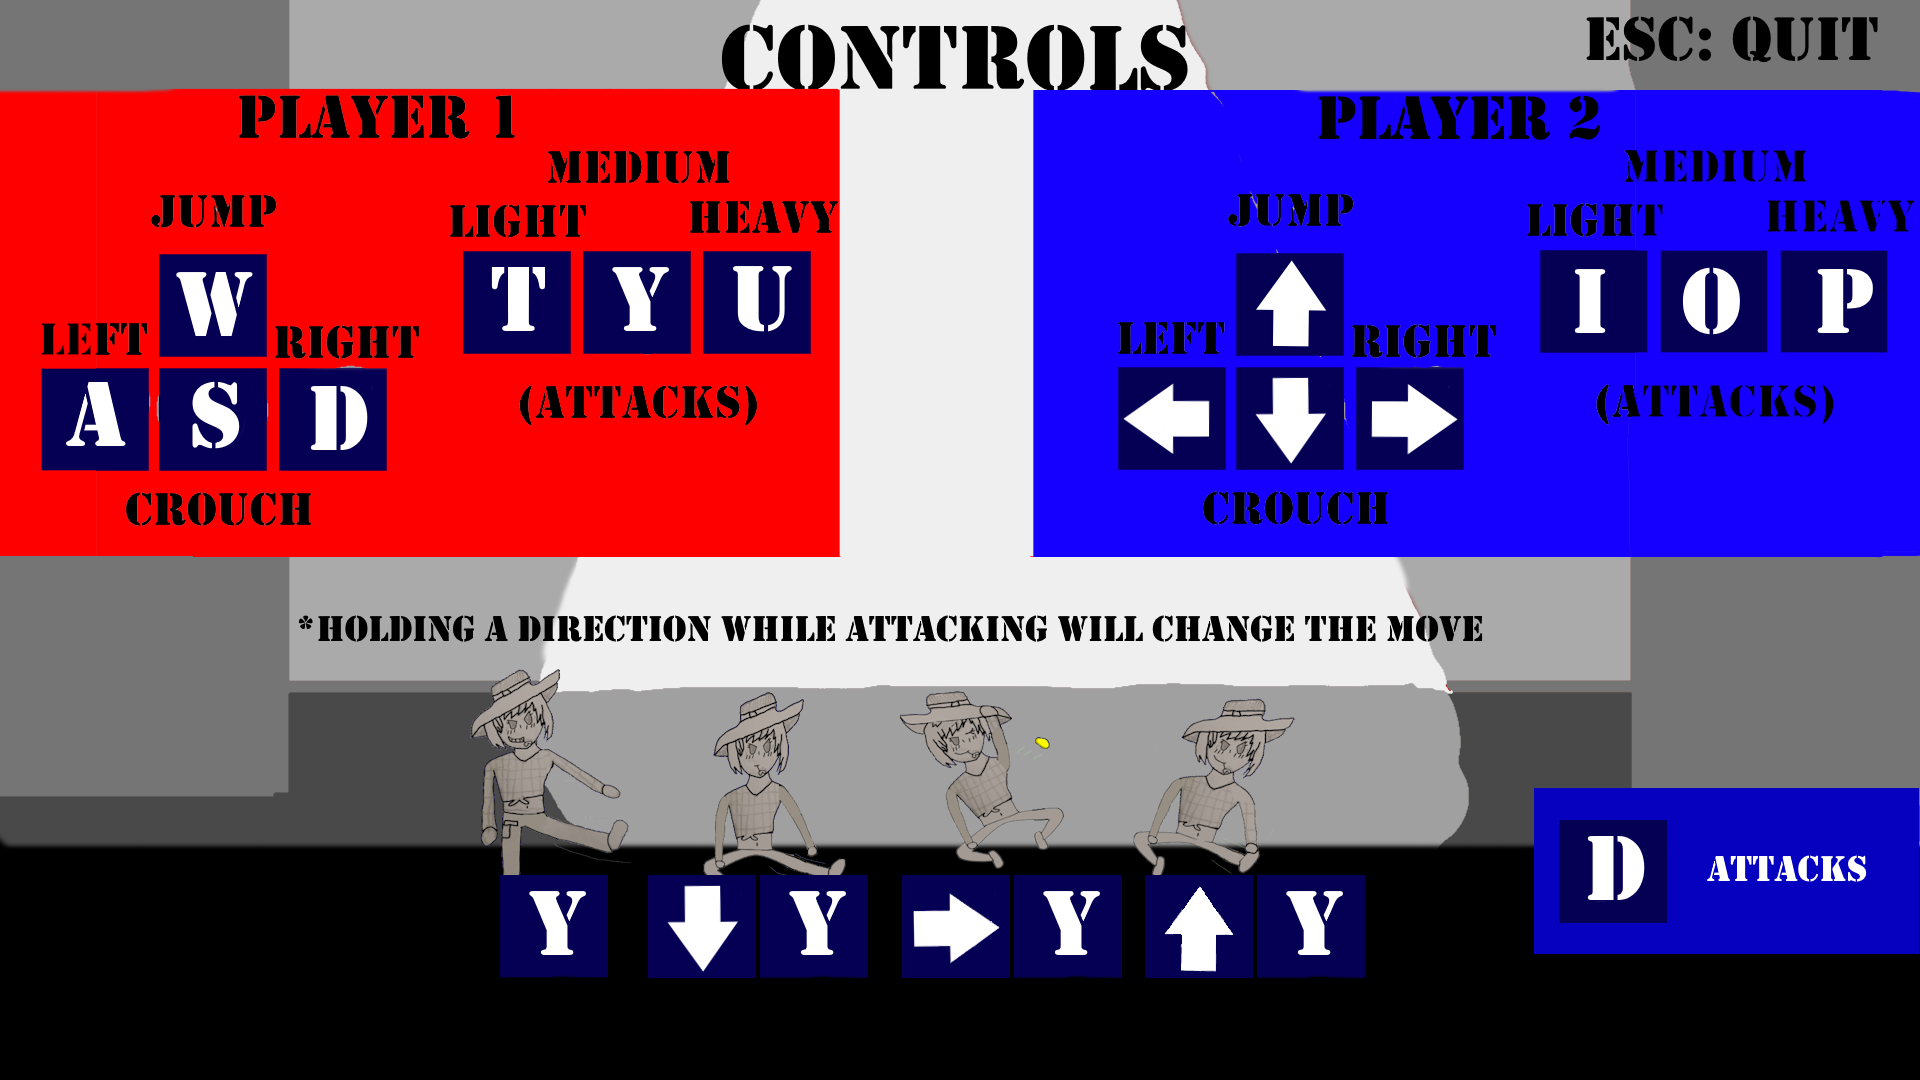 CONTROLS
ESC: QUIT
PLAYER 1
MEDIUM
JUMP
LIGHT
HEAVY
W
T Y U
LEFT
RIGHT
A S D
(ATTACKS)
CROUCH
PLAYER 2
MEDIUM
JUMP
LIGHT
HEAVY
I O P
LEFT
RIGHT
(ATTACKS)
CROUCH
*HOLDING A DIRECTION WHILE ATTACKING WILL CHANGE THE MOVE
Y Y Y Y
D ATTACKS